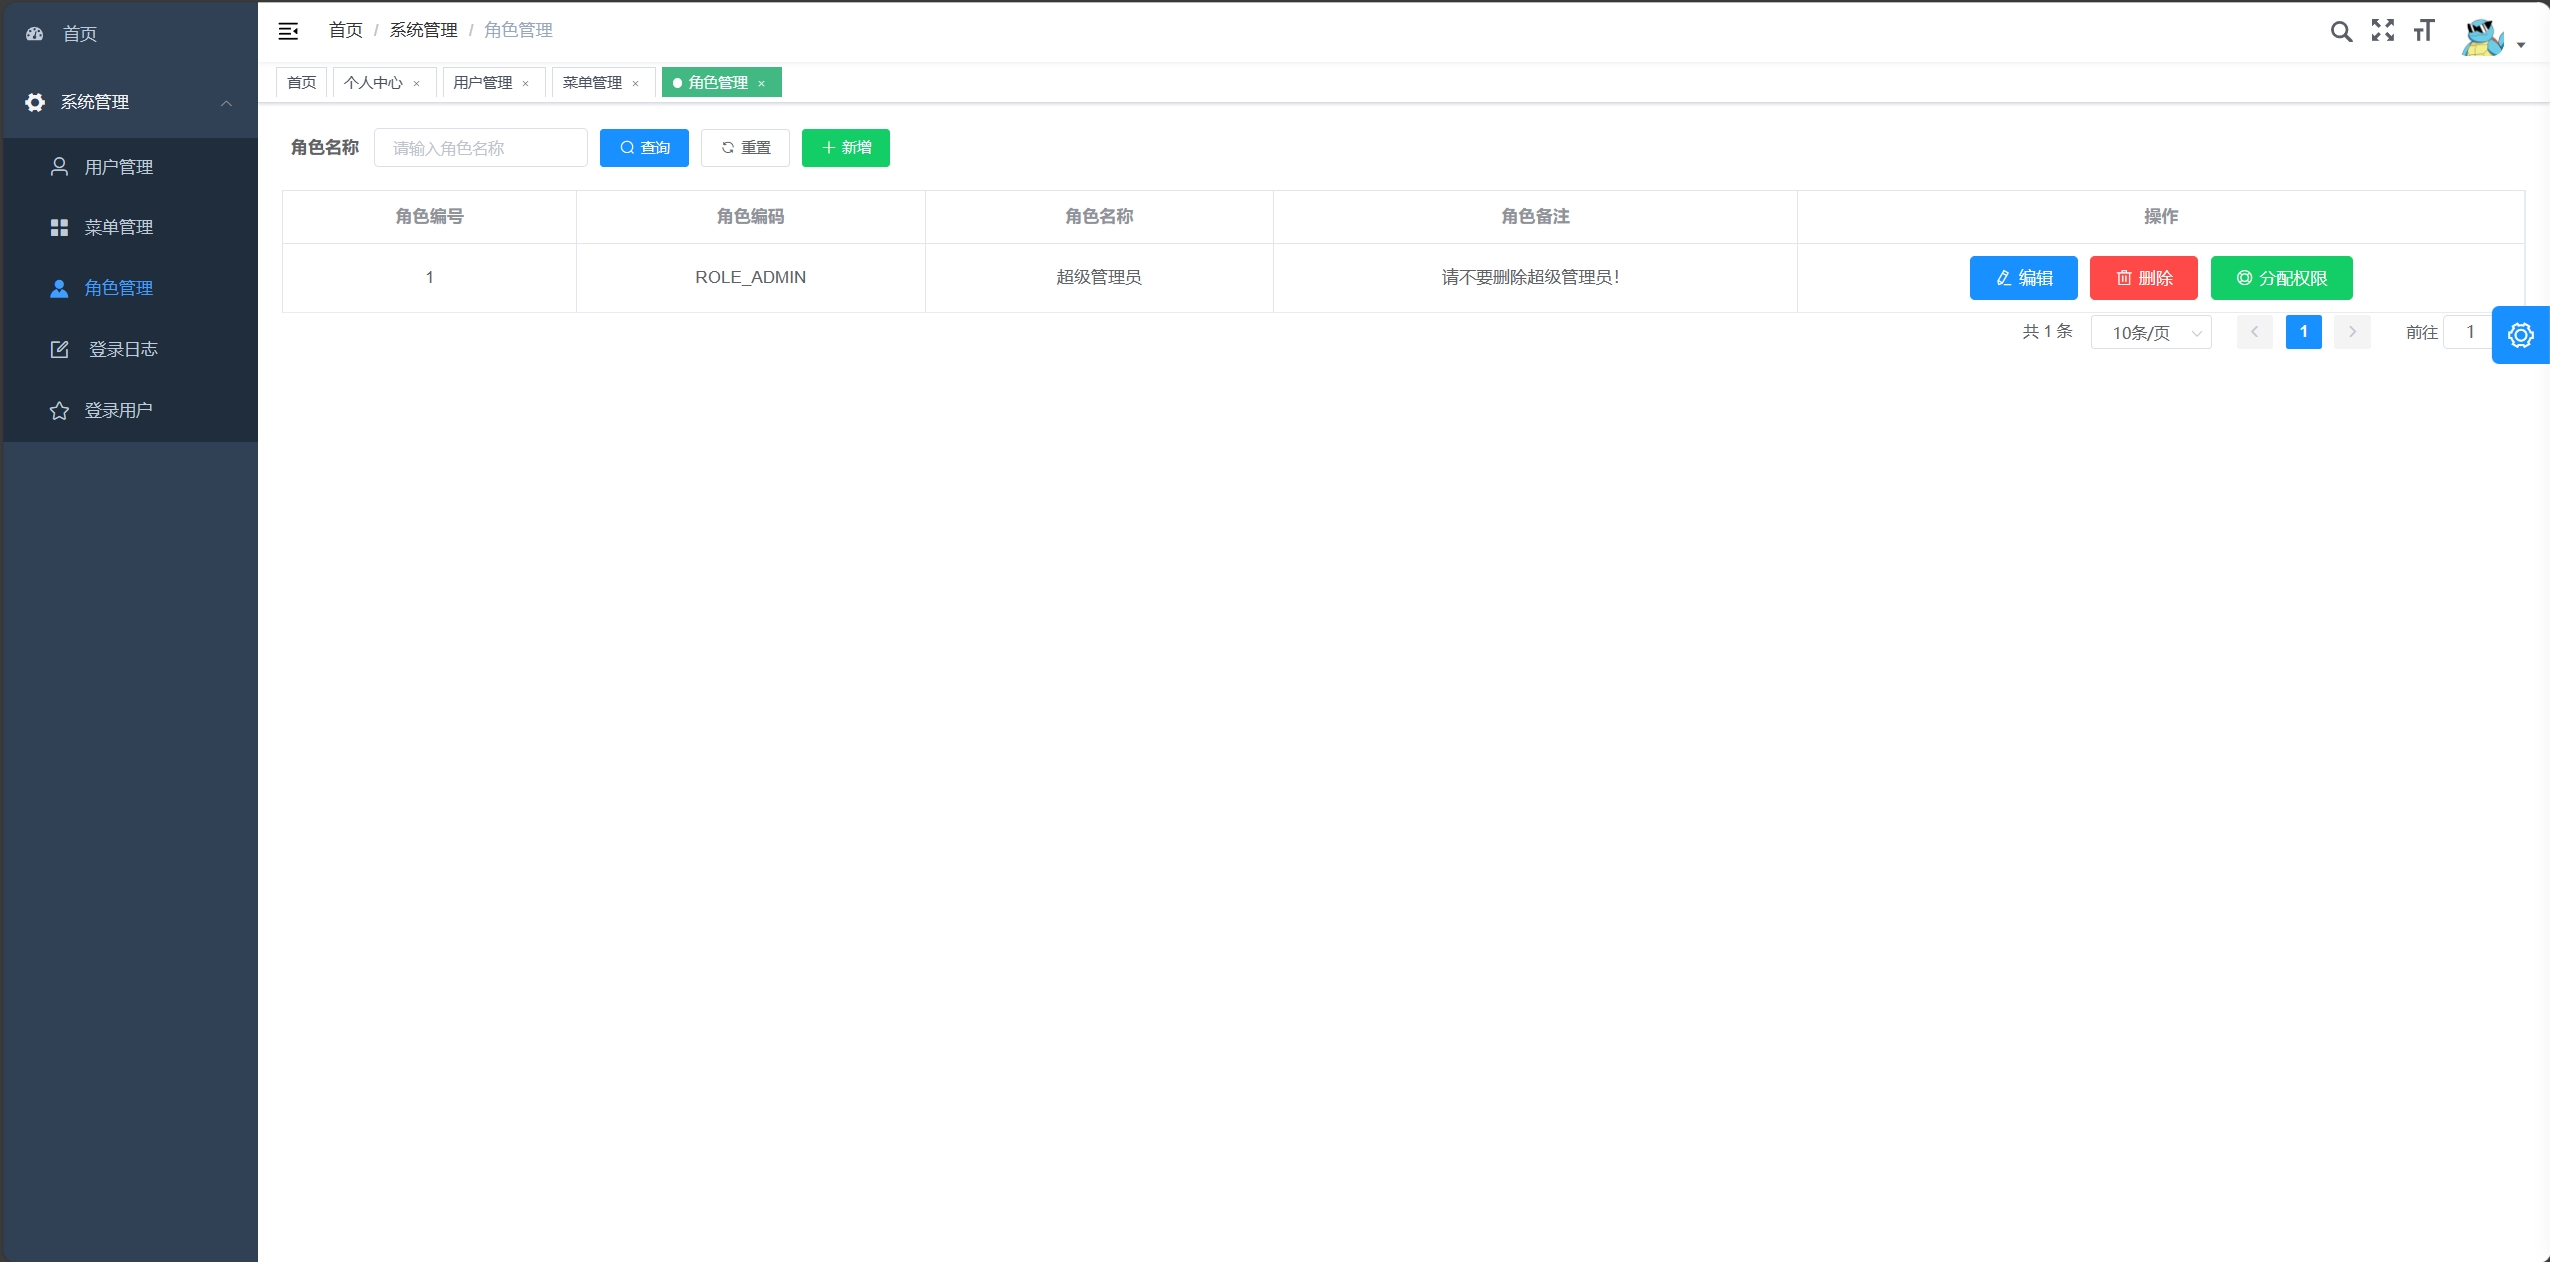 首页
系统管理
用户管理
菜单管理
角色管理
登录日志
登录用户
首页 / 系统管理 / 角色管理
首页 个人中心 × 用户管理 × 菜单管理 × 角色管理 ×
角色名称 请输入角色名称 查询 重置 新增
角色编号 角色编码 角色名称 角色备注 操作
1 ROLE_ADMIN 超级管理员 请不要删除超级管理员！ 编辑 删除 分配权限
共 1 条 10条/页 1 前往 1